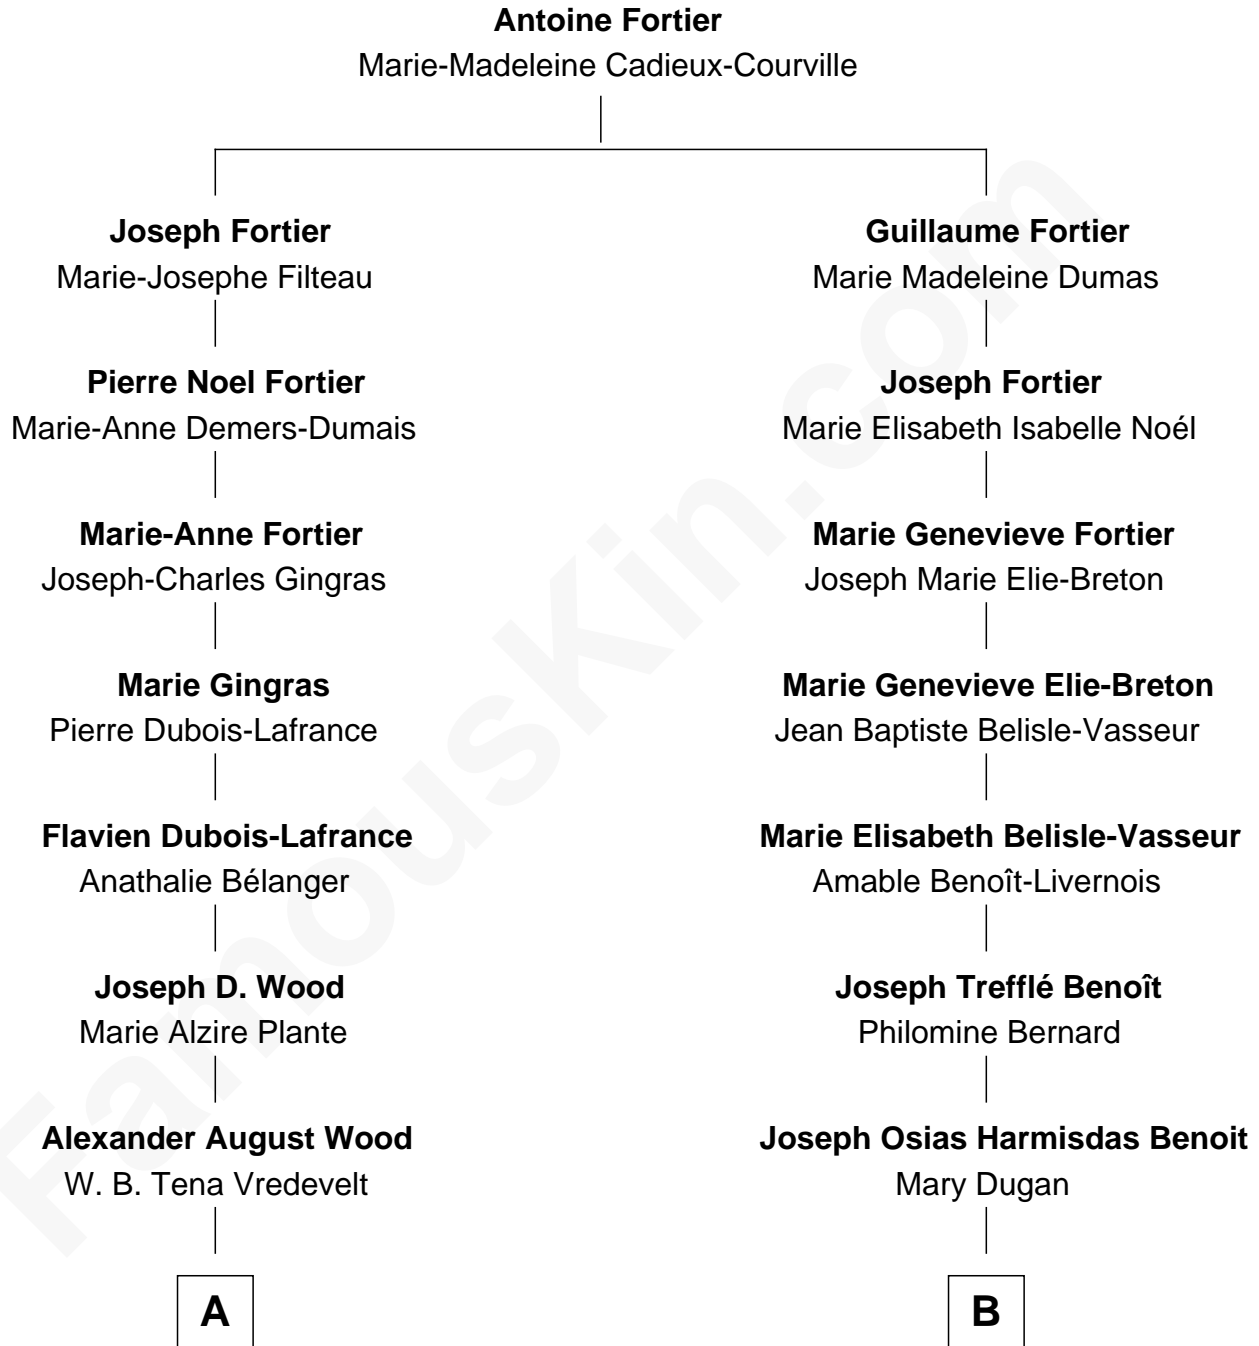 Antoine Fortier
Marie-Madeleine Cadieux-Courville
Joseph Fortier
Marie-Josephe Filteau
Pierre Noel Fortier
Marie-Anne Demers-Dumais
Marie-Anne Fortier
Joseph-Charles Gingras
Marie Gingras
Pierre Dubois-Lafrance
Flavien Dubois-Lafrance
Anathalie Bélanger
Joseph D. Wood
Marie Alzire Plante
Alexander August Wood
W. B. Tena Vredevelt
A
Guillaume Fortier
Marie Madeleine Dumas
Joseph Fortier
Marie Elisabeth Isabelle Noél
Marie Genevieve Fortier
Joseph Marie Elie-Breton
Marie Genevieve Elie-Breton
Jean Baptiste Belisle-Vasseur
Marie Elisabeth Belisle-Vasseur
Amable Benoît-Livernois
Joseph Trefflé Benoît
Philomine Bernard
Joseph Osias Harmisdas Benoit
Mary Dugan
B
FamousKin.com